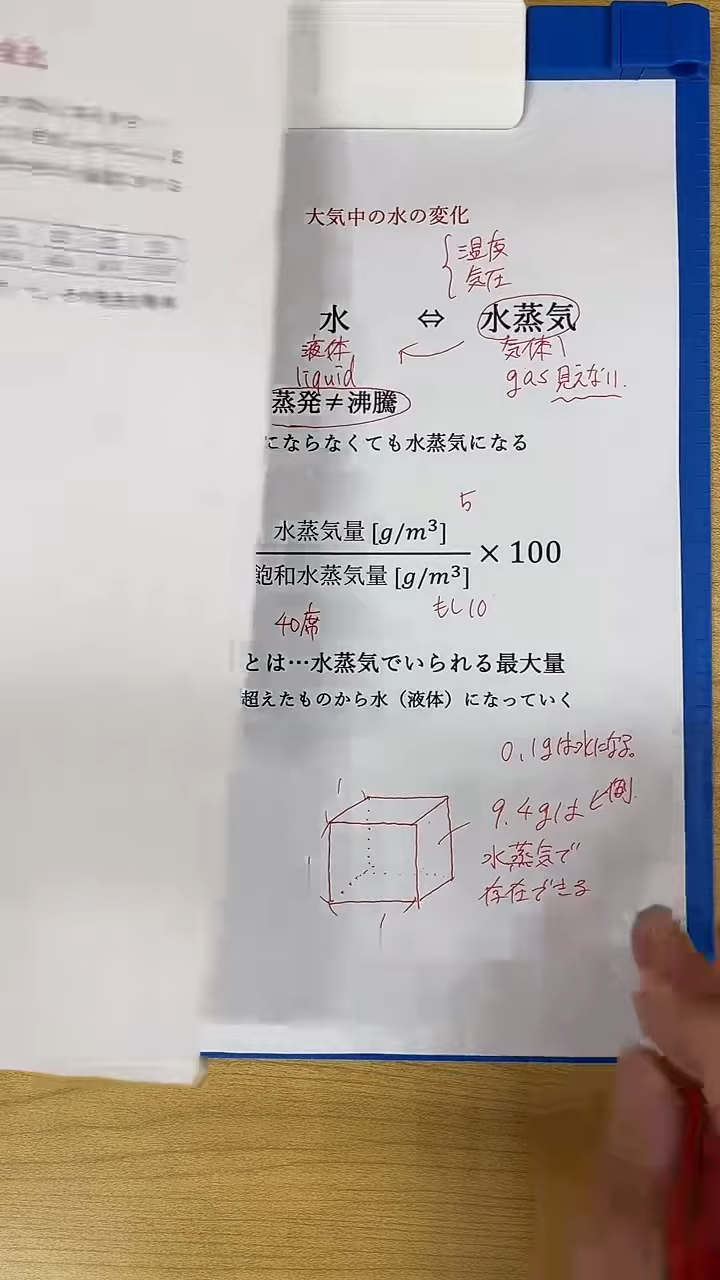 大気中の水の変化
温度
気圧
水 ⇔ 水蒸気
液体 気体
liquid gas 見えない.
蒸発≠沸騰
にならなくても水蒸気になる
5
水蒸気量 [g/m³]
飽和水蒸気量 [g/m³]
× 100
40席 もし10
とは…水蒸気でいられる最大量
超えたものから水（液体）になっていく
0.1gは水になる。
例
9.4gは
水蒸気で
存在できる
1
1
1